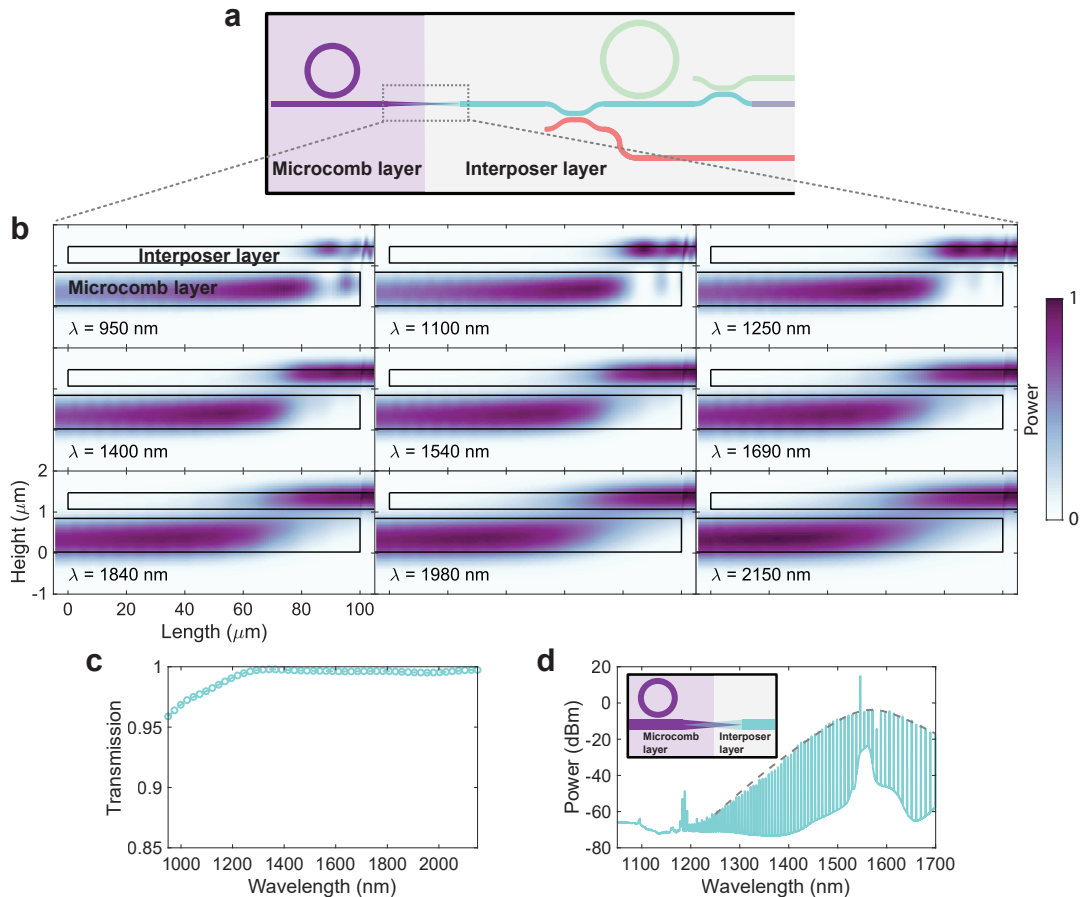 a
Microcomb layer
Interposer layer
b
Interposer layer
Microcomb layer
λ = 950 nm
λ = 1100 nm
λ = 1250 nm
λ = 1400 nm
λ = 1540 nm
λ = 1690 nm
λ = 1840 nm
λ = 1980 nm
λ = 2150 nm
2
0
-1
Height (μm)
0
20
40
60
80
100
Length (μm)
1
0
Power
c
1
0.95
0.9
0.85
Transmission
1000
1200
1400
1600
1800
2000
Wavelength (nm)
d
20
0
-20
-40
-60
-80
Power (dBm)
Microcomb
layer
Interposer
layer
1100
1200
1300
1400
1500
1600
1700
Wavelength (nm)